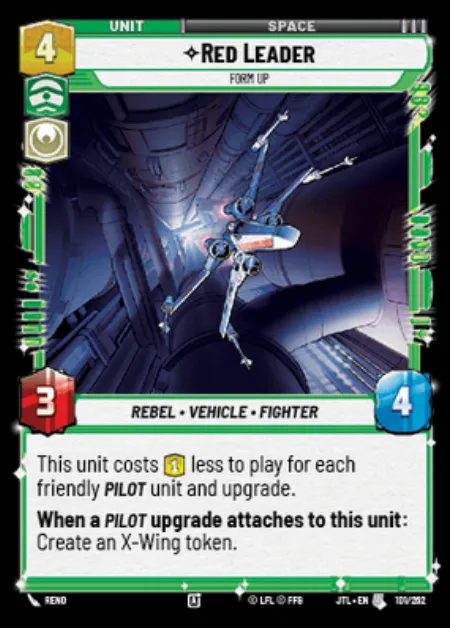 UNIT SPACE
4
✧RED LEADER
FORM UP
3
REBEL • VEHICLE • FIGHTER
4
This unit costs 1 less to play for each
friendly PILOT unit and upgrade.
When a PILOT upgrade attaches to this unit:
Create an X-Wing token.
RENO A Ⓥ LFL Ⓟ FFG JTL • EN 101/262